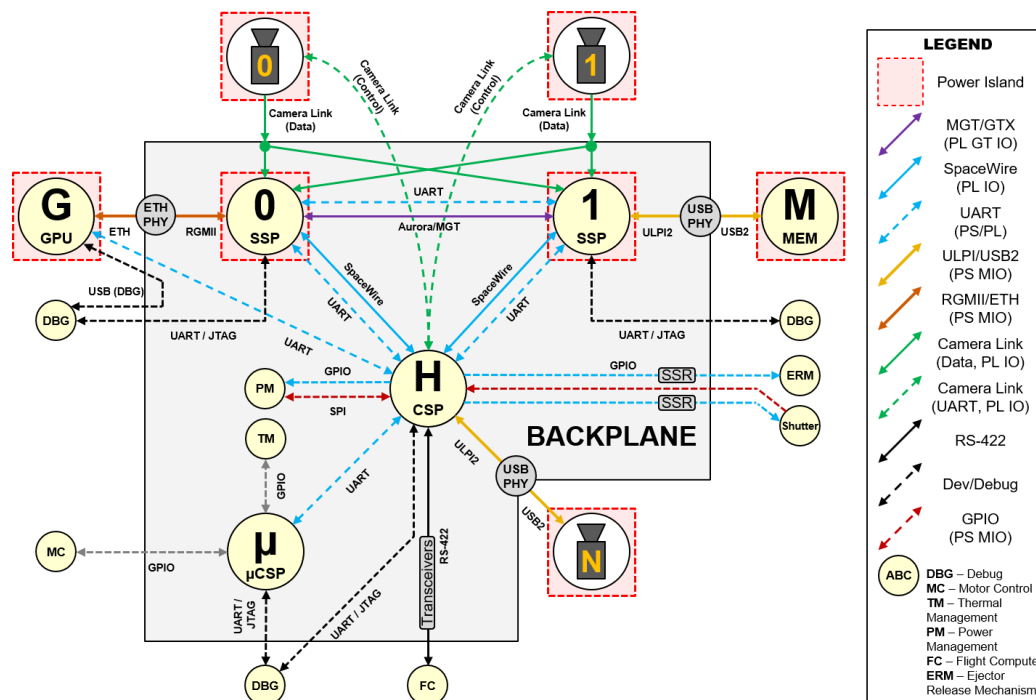 0
Camera Link
(Control)
Camera Link
(Control)
1
Camera Link
(Data)
Camera Link
(Data)
G
GPU
ETH
PHY
ETH
RGMII
0
SSP
UART
Aurora/MGT
1
SSP
ULPI2
USB
PHY
USB2
M
MEM
USB (DBG)
DBG
UART / JTAG
UART
SpaceWire
UART
SpaceWire
UART
UART / JTAG
DBG
H
CSP
PM
GPIO
SPI
GPIO
SSR
ERM
SSR
Shutter
TM
GPIO
UART
BACKPLANE
ULPI2
USB
PHY
USB2
N
MC
GPIO
µ
µCSP
RS-422
Transceivers
UART /
JTAG
UART / JTAG
DBG
FC
LEGEND
Power Island
MGT/GTX
(PL GT IO)
SpaceWire
(PL IO)
UART
(PS/PL)
ULPI/USB2
(PS MIO)
RGMII/ETH
(PS MIO)
Camera Link
(Data, PL IO)
Camera Link
(UART, PL IO)
RS-422
Dev/Debug
GPIO
(PS MIO)
ABC
DBG – Debug
MC – Motor Control
TM – Thermal
Management
PM – Power
Management
FC – Flight Compute
ERM – Ejector
Release Mechanism